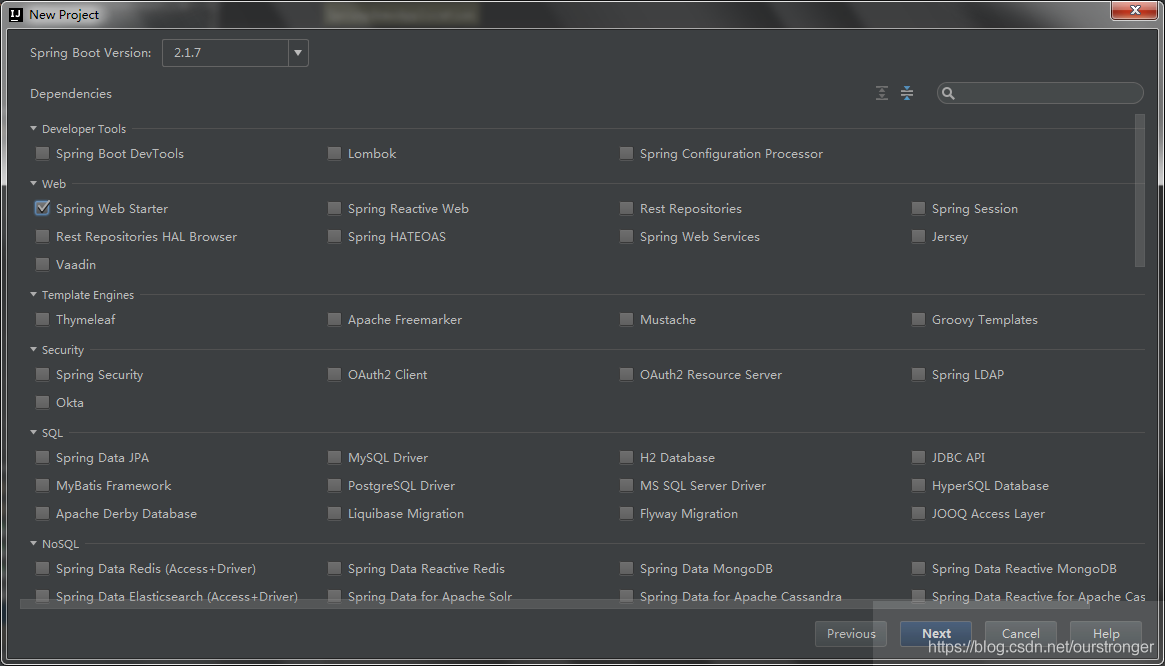 New Project
Spring Boot Version: 2.1.7
Dependencies
Developer Tools
Spring Boot DevTools Lombok Spring Configuration Processor
Web
Spring Web Starter Spring Reactive Web Rest Repositories Spring Session
Rest Repositories HAL Browser Spring HATEOAS Spring Web Services Jersey
Vaadin
Template Engines
Thymeleaf Apache Freemarker Mustache Groovy Templates
Security
Spring Security OAuth2 Client OAuth2 Resource Server Spring LDAP
Okta
SQL
Spring Data JPA MySQL Driver H2 Database JDBC API
MyBatis Framework PostgreSQL Driver MS SQL Server Driver HyperSQL Database
Apache Derby Database Liquibase Migration Flyway Migration JOOQ Access Layer
NoSQL
Spring Data Redis (Access+Driver) Spring Data Reactive Redis Spring Data MongoDB Spring Data Reactive MongoDB
Spring Data Elasticsearch (Access+Driver) Spring Data for Apache Solr Spring Data for Apache Cassandra Spring Data Reactive for Apache Cas
Previous Next Cancel Help
https://blog.csdn.net/ourstronger